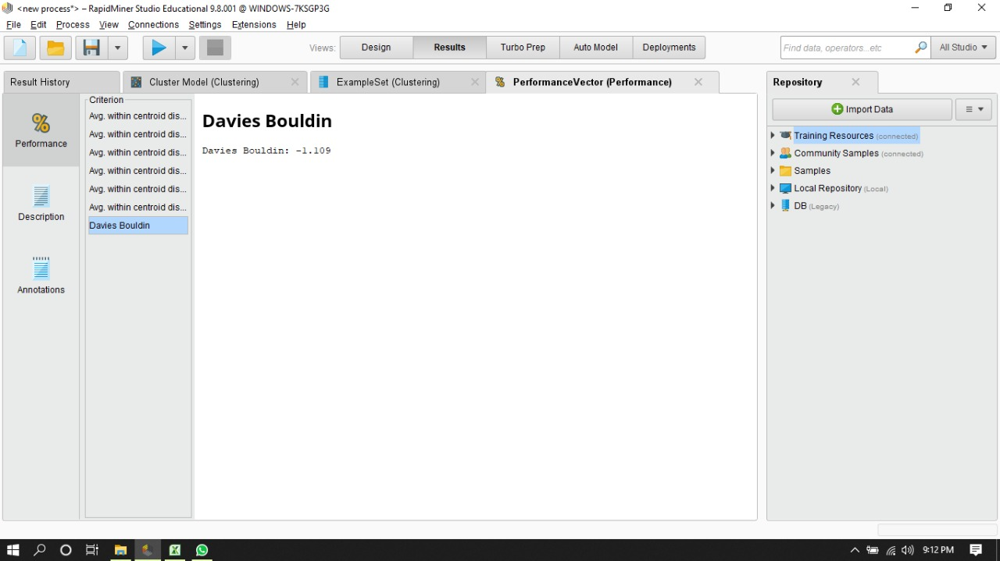 <new process*> – RapidMiner Studio Educational 9.8.001 @ WINDOWS-7KSGP3G
File Edit Process View Connections Settings Extensions Help
Views: Design Results Turbo Prep Auto Model Deployments Find data, operators...etc All Studio
Result History Cluster Model (Clustering) ExampleSet (Clustering) PerformanceVector (Performance)
Performance
Description
Annotations
Criterion
Avg. within centroid dis...
Avg. within centroid dis...
Avg. within centroid dis...
Avg. within centroid dis...
Avg. within centroid dis...
Avg. within centroid dis...
Davies Bouldin
Davies Bouldin
Davies Bouldin: -1.109
Repository
Import Data
Training Resources (connected)
Community Samples (connected)
Samples
Local Repository (Local)
DB (Legacy)
9:12 PM